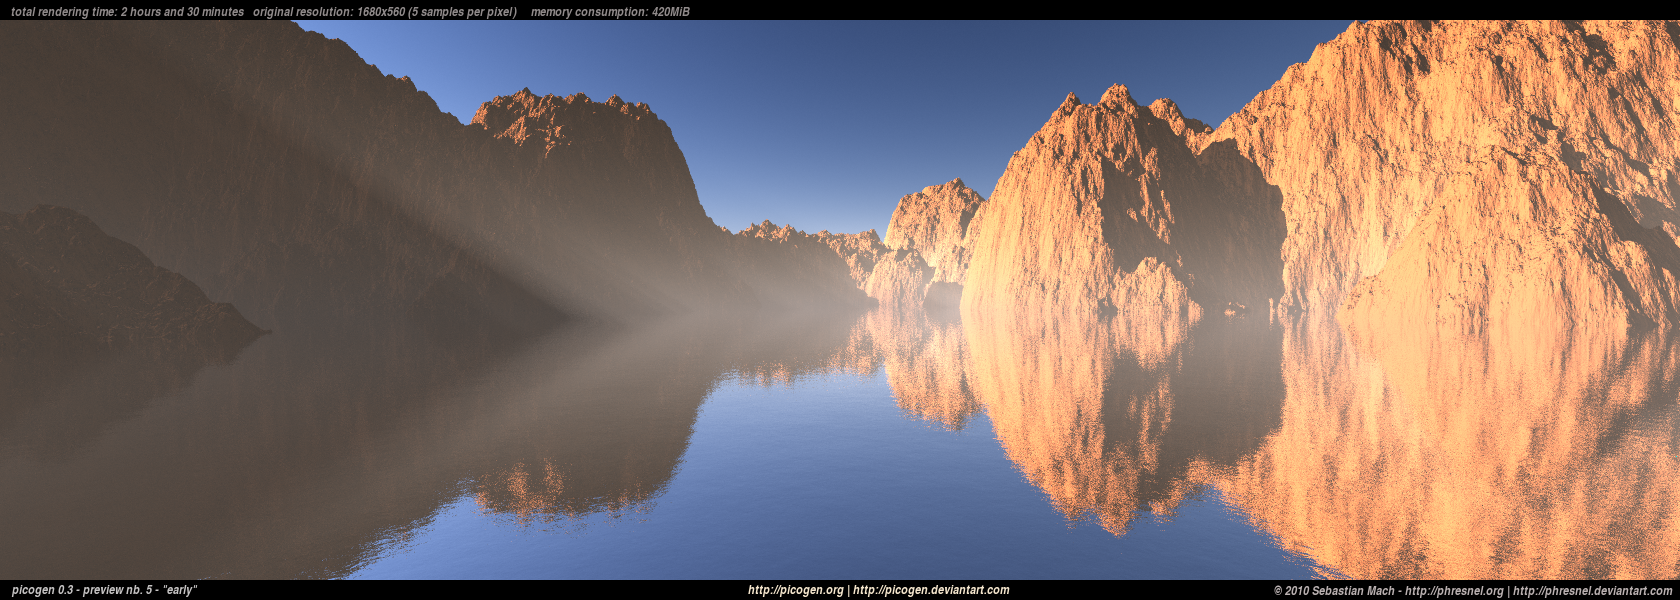 total rendering time: 2 hours and 30 minutes original resolution: 1680x560 (5 samples per pixel) memory consumption: 420MiB
picogen 0.3 - preview nb. 5 - "early" http://picogen.org | http://picogen.deviantart.com © 2010 Sebastian Mach - http://phresnel.org | http://phresnel.deviantart.com